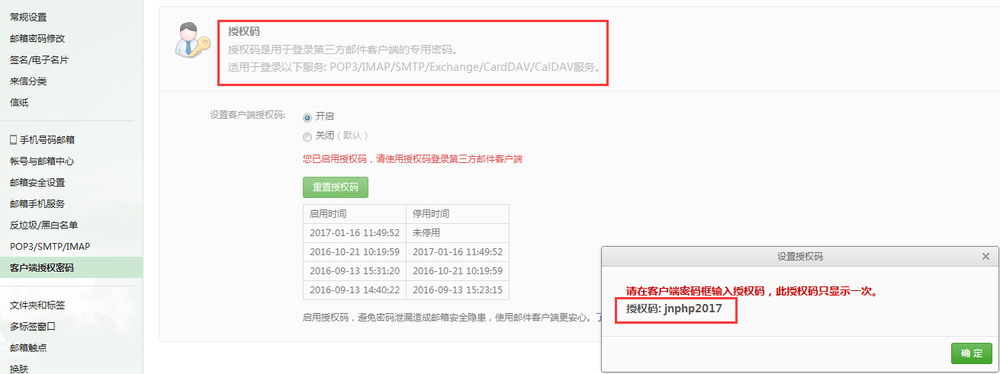 常规设置
邮箱密码修改
签名/电子名片
来信分类
信纸
手机号码邮箱
帐号与邮箱中心
邮箱安全设置
邮箱手机服务
反垃圾/黑白名单
POP3/SMTP/IMAP
客户端授权密码
文件夹和标签
多标签窗口
邮箱触点
换肤
授权码
授权码是用于登录第三方邮件客户端的专用密码。
适用于登录以下服务: POP3/IMAP/SMTP/Exchange/CardDAV/CalDAV服务。
设置客户端授权码: 开启
关闭（默认）
您已启用授权码，请使用授权码登录第三方邮件客户端
重置授权码
启用时间 停用时间
2017-01-16 11:49:52 未停用
2016-10-21 10:19:59 2017-01-16 11:49:52
2016-09-13 15:31:20 2016-10-21 10:19:59
2016-09-13 14:40:22 2016-09-13 15:23:15
启用授权码，避免密码泄漏造成邮箱安全隐患，使用邮件客户端更安心。
设置授权码
请在客户端密码框输入授权码，此授权码只显示一次。
授权码: jnphp2017
确 定